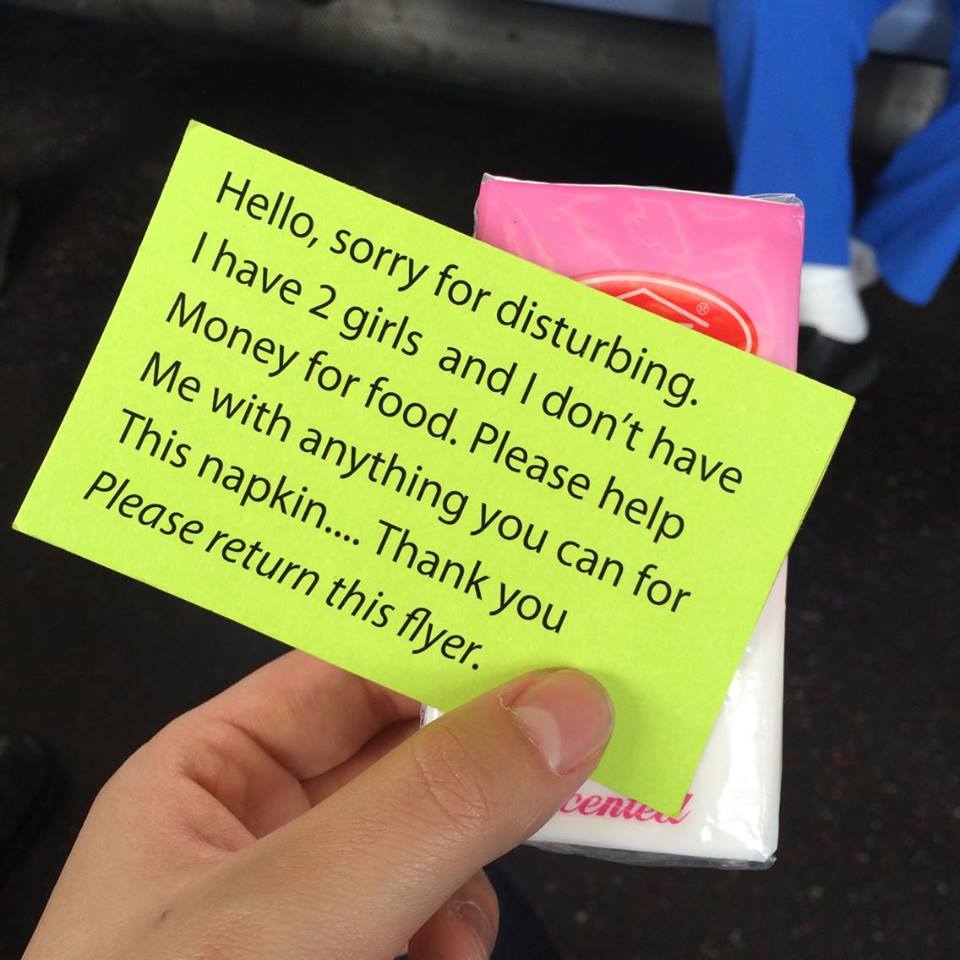 Hello, sorry for disturbing.
I have 2 girls and I don't have
Money for food. Please help
Me with anything you can for
This napkin.... Thank you
Please return this flyer.
®